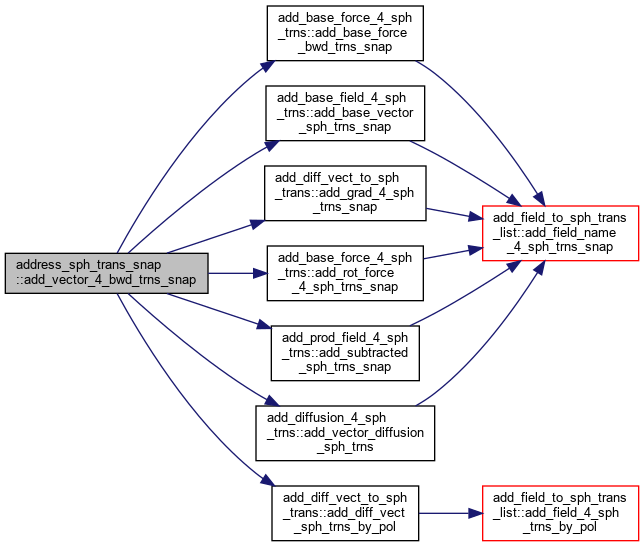 add_base_force_4_sph
_trns::add_base_force
_bwd_trns_snap
add_base_field_4_sph
_trns::add_base_vector
_sph_trns_snap
add_diff_vect_to_sph
_trans::add_grad_4_sph
_trns_snap
add_field_to_sph_trans
_list::add_field_name
_4_sph_trns_snap
address_sph_trans_snap
::add_vector_4_bwd_trns_snap
add_base_force_4_sph
_trns::add_rot_force
_4_sph_trns_snap
add_prod_field_4_sph
_trns::add_subtracted
_sph_trns_snap
add_diffusion_4_sph
_trns::add_vector_diffusion
_sph_trns
add_diff_vect_to_sph
_trans::add_diff_vect
_sph_trns_by_pol
add_field_to_sph_trans
_list::add_field_4_sph
_trns_by_pol